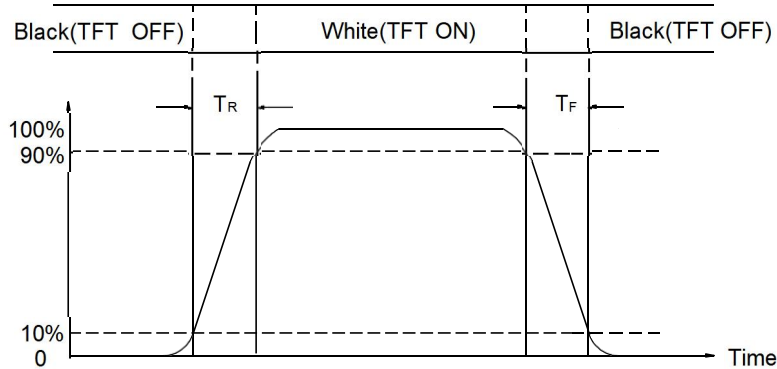 Black(TFT OFF) White(TFT ON) Black(TFT OFF)
TR TF
100%
90%
10%
0
Time